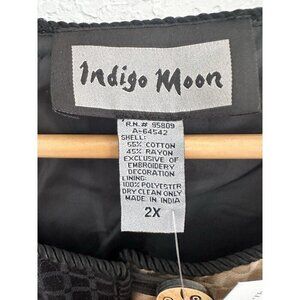 Indigo Moon
R.N.# 95809
A-64542
SHELL:
55% COTTON
45% RAYON
EXCLUSIVE OF
EMBROIDERY
DECORATION
LINING:
100% POLYESTER
DRY CLEAN ONLY
MADE IN INDIA
2X